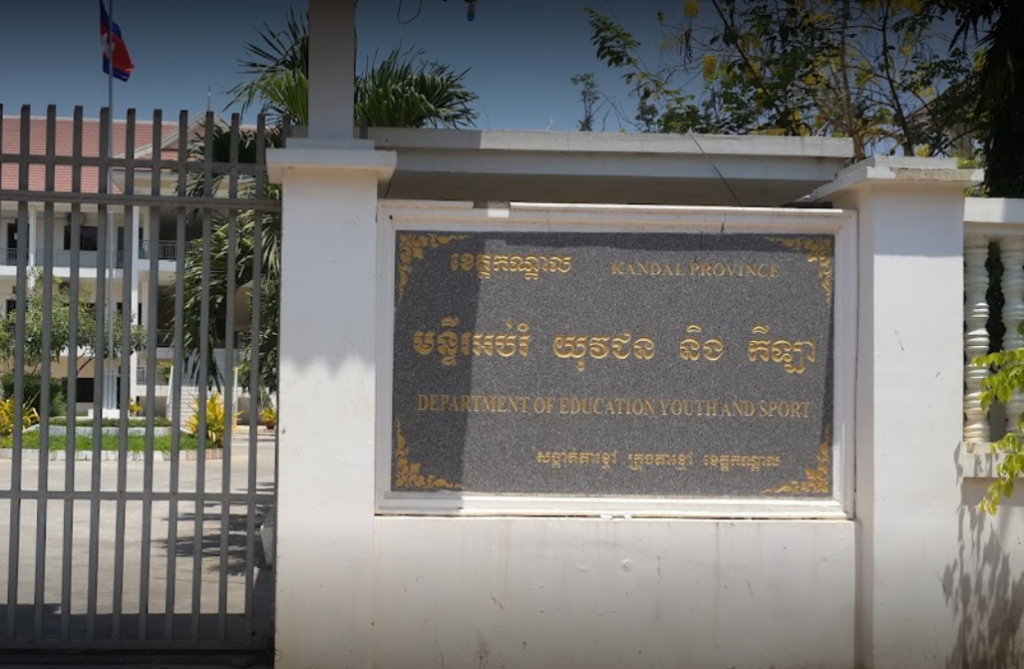 ខេត្តកណ្ដាល KANDAL PROVINCE
មន្ទីរអប់រំ យុវជន និង កីឡា
DEPARTMENT OF EDUCATION YOUTH AND SPORT
សង្កាត់តាខ្មៅ ក្រុងតាខ្មៅ ខេត្តកណ្ដាល